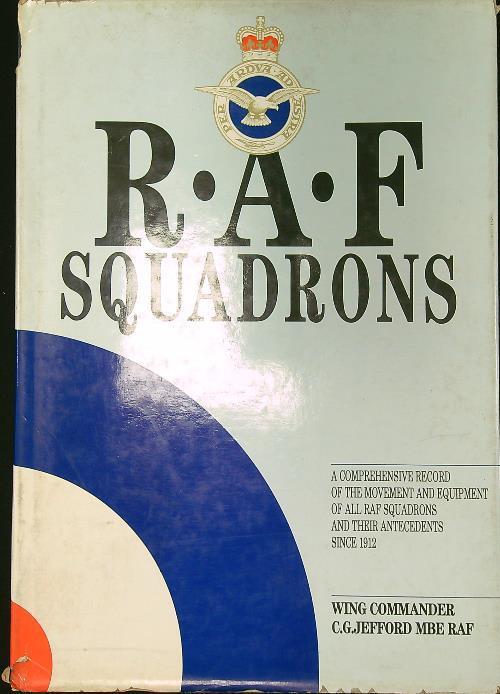 PER ARDVA AD ASTRA
R·A·F
SQUADRONS
A COMPREHENSIVE RECORD
OF THE MOVEMENT AND EQUIPMENT
OF ALL RAF SQUADRONS
AND THEIR ANTECEDENTS
SINCE 1912
WING COMMANDER
C.G.JEFFORD MBE RAF